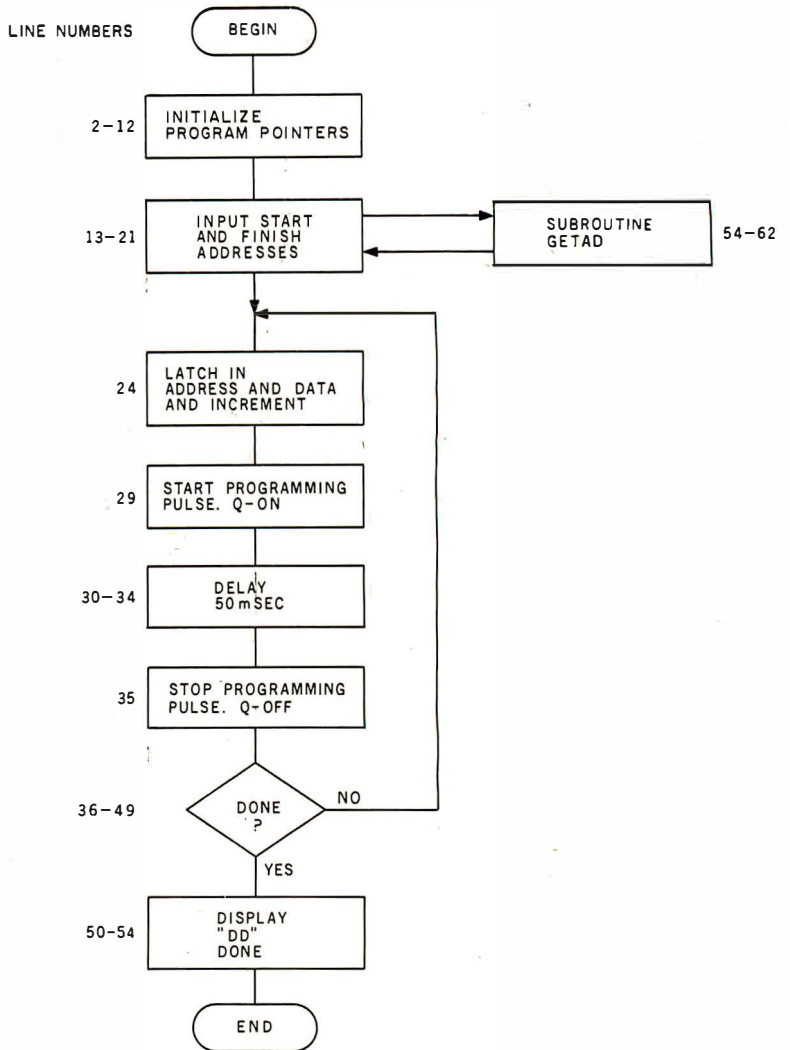 LINE NUMBERS
BEGIN
2-12
INITIALIZE
PROGRAM POINTERS
13-21
INPUT START
AND FINISH
ADDRESSES
SUBROUTINE
GETAD
54-62
24
LATCH IN
ADDRESS AND DATA
AND INCREMENT
29
START PROGRAMMING
PULSE. Q-ON
30-34
DELAY
50mSEC
35
STOP PROGRAMMING
PULSE. Q-OFF
36-49
DONE
?
NO
YES
50-54
DISPLAY
"DD"
DONE
END